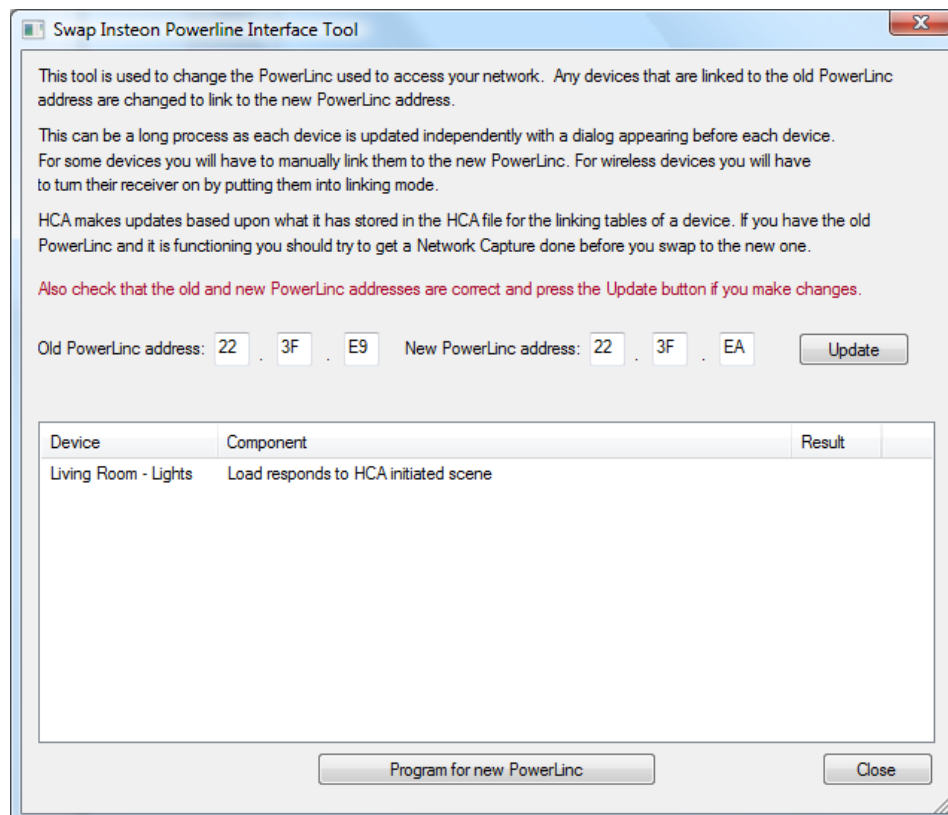 Swap Insteon Powerline Interface Tool
This tool is used to change the PowerLinc used to access your network.  Any devices that are linked to the old PowerLinc
address are changed to link to the new PowerLinc address.
This can be a long process as each device is updated independently with a dialog appearing before each device.
For some devices you will have to manually link them to the new PowerLinc. For wireless devices you will have
to turn their receiver on by putting them into linking mode.
HCA makes updates based upon what it has stored in the HCA file for the linking tables of a device. If you have the old
PowerLinc and it is functioning you should try to get a Network Capture done before you swap to the new one.
Also check that the old and new PowerLinc addresses are correct and press the Update button if you make changes.
Old PowerLinc address: 22 . 3F . E9 New PowerLinc address: 22 . 3F . EA Update
Device Component Result
Living Room - Lights Load responds to HCA initiated scene
Program for new PowerLinc Close